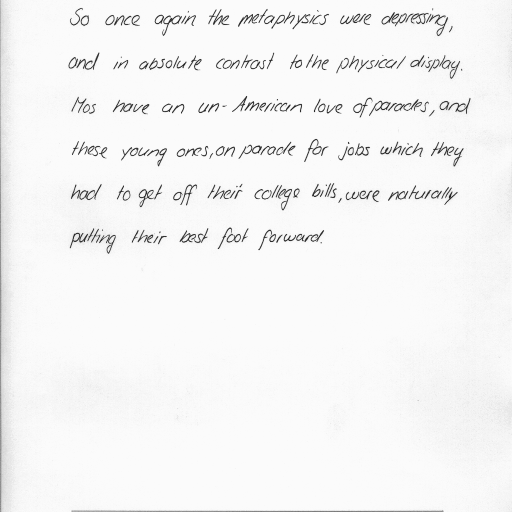 So once again the metaphysics were depressing,
and in absolute contrast to the physical display.
Mos have an un-American love of parades, and
these young ones, on parade for jobs which they
had to get off their college bills, were naturally
putting their best foot forward.